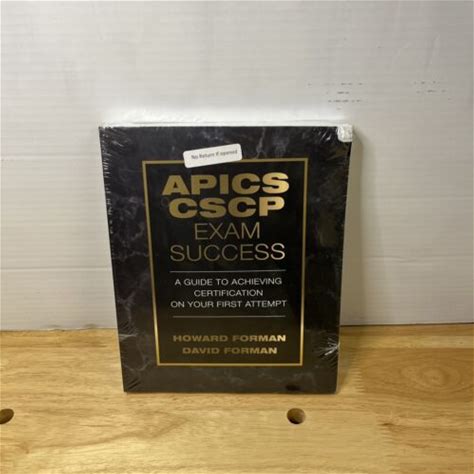 No Return if opened
APICS
CSCP
EXAM
SUCCESS
A GUIDE TO ACHIEVING
CERTIFICATION
ON YOUR FIRST ATTEMPT
HOWARD FORMAN
DAVID FORMAN